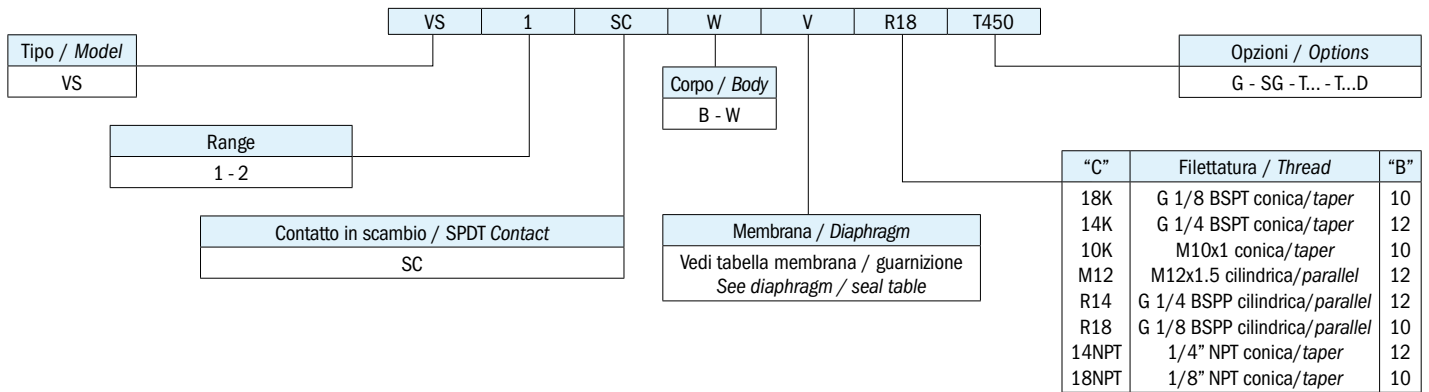 VS 1 SC W V R18 T450
Tipo / Model
VS
Opzioni / Options
G - SG - T... - T...D
Corpo / Body
B - W
Range
1 - 2
Contatto in scambio / SPDT Contact
SC
Membrana / Diaphragm
Vedi tabella membrana / guarnizione
See diaphragm / seal table
“C” Filettatura / Thread “B”
18K G 1/8 BSPT conica/taper 10
14K G 1/4 BSPT conica/taper 12
10K M10x1 conica/taper 10
M12 M12x1.5 cilindrica/parallel 12
R14 G 1/4 BSPP cilindrica/parallel 12
R18 G 1/8 BSPP cilindrica/parallel 10
14NPT 1/4” NPT conica/taper 12
18NPT 1/8” NPT conica/taper 10